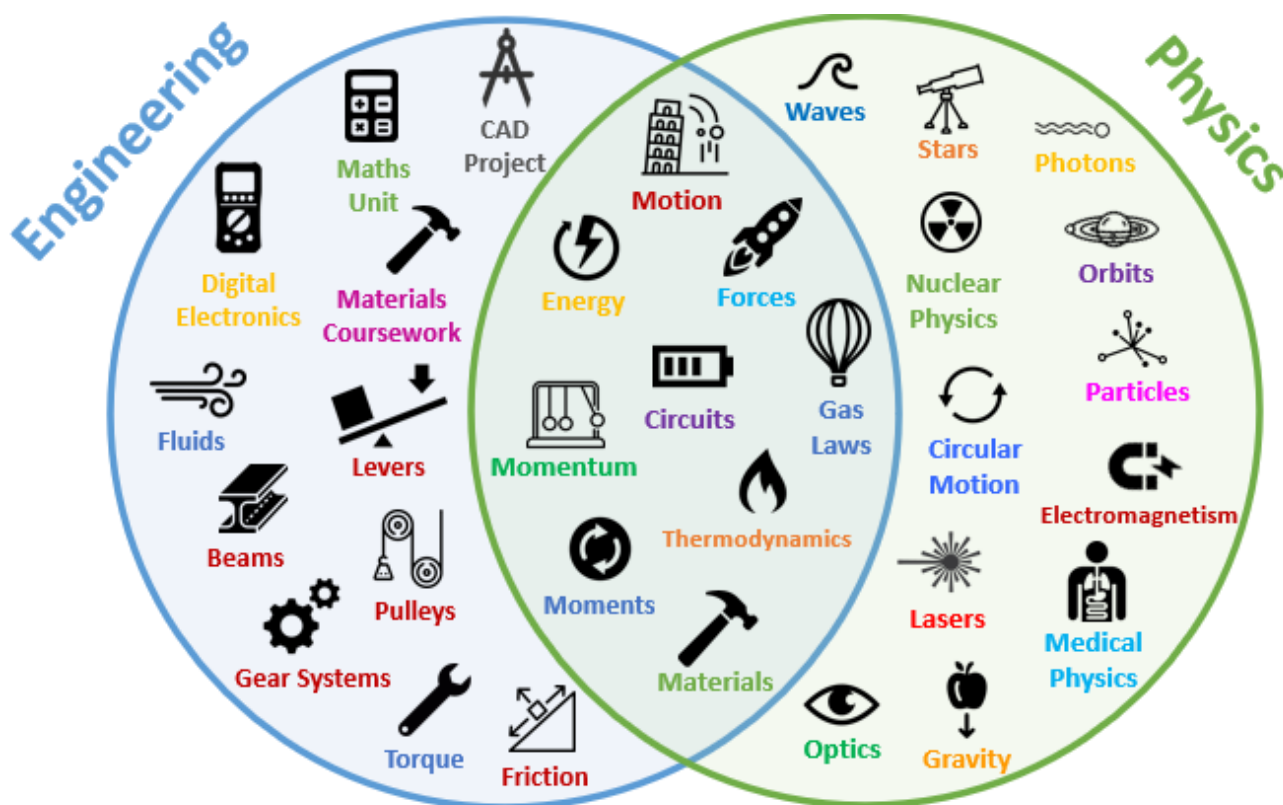 Engineering
Physics
CAD
Project
Maths
Unit
Digital
Electronics
Materials
Coursework
Fluids
Levers
Beams
Pulleys
Gear Systems
Torque
Friction
Motion
Energy
Forces
Circuits
Gas
Laws
Momentum
Thermodynamics
Moments
Materials
Waves
Stars
Photons
Nuclear
Physics
Orbits
Particles
Circular
Motion
Electromagnetism
Lasers
Medical
Physics
Optics
Gravity